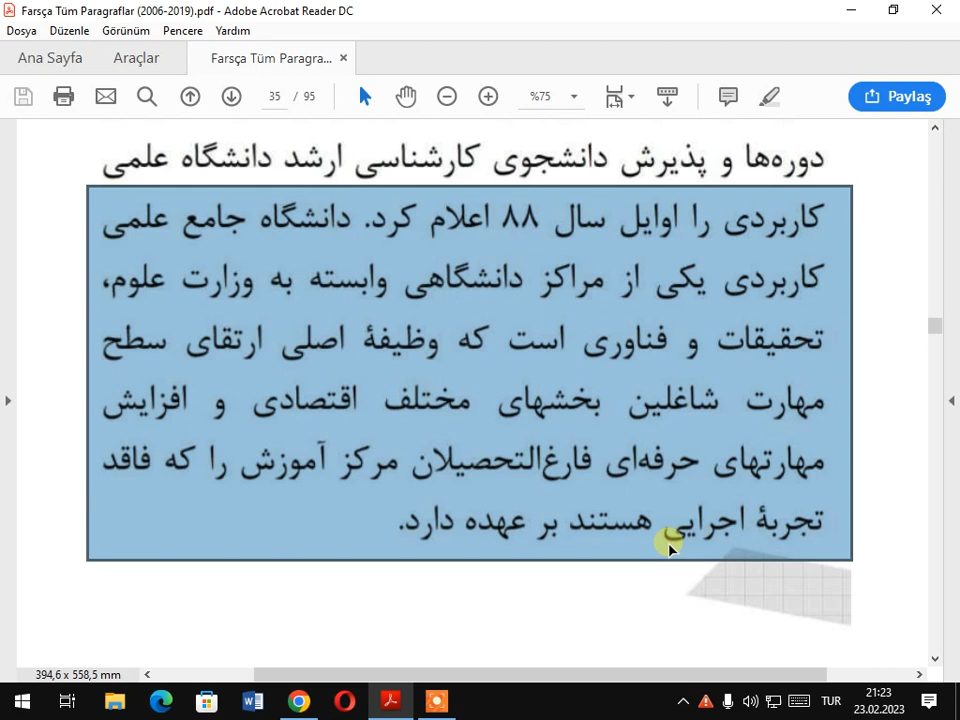 Farsça Tüm Paragraflar (2006-2019).pdf - Adobe Acrobat Reader DC
Dosya Düzenle Görünüm Pencere Yardım
Ana Sayfa Araçlar Farsça Tüm Paragra... ×
35 / 95 %75 Paylaş
دوره‌ها و پذیرش دانشجوی کارشناسی ارشد دانشگاه علمی
کاربردی را اوایل سال ۸۸ اعلام کرد. دانشگاه جامع علمی
کاربردی یکی از مراکز دانشگاهی وابسته به وزارت علوم،
تحقیقات و فناوری است که وظیفهٔ اصلی ارتقای سطح
مهارت شاغلین بخشهای مختلف اقتصادی و افزایش
مهارتهای حرفه‌ای فارغ‌التحصیلان مرکز آموزش را که فاقد
تجربهٔ اجرایی هستند بر عهده دارد.
394,6 x 558,5 mm
TUR
21:23
23.02.2023